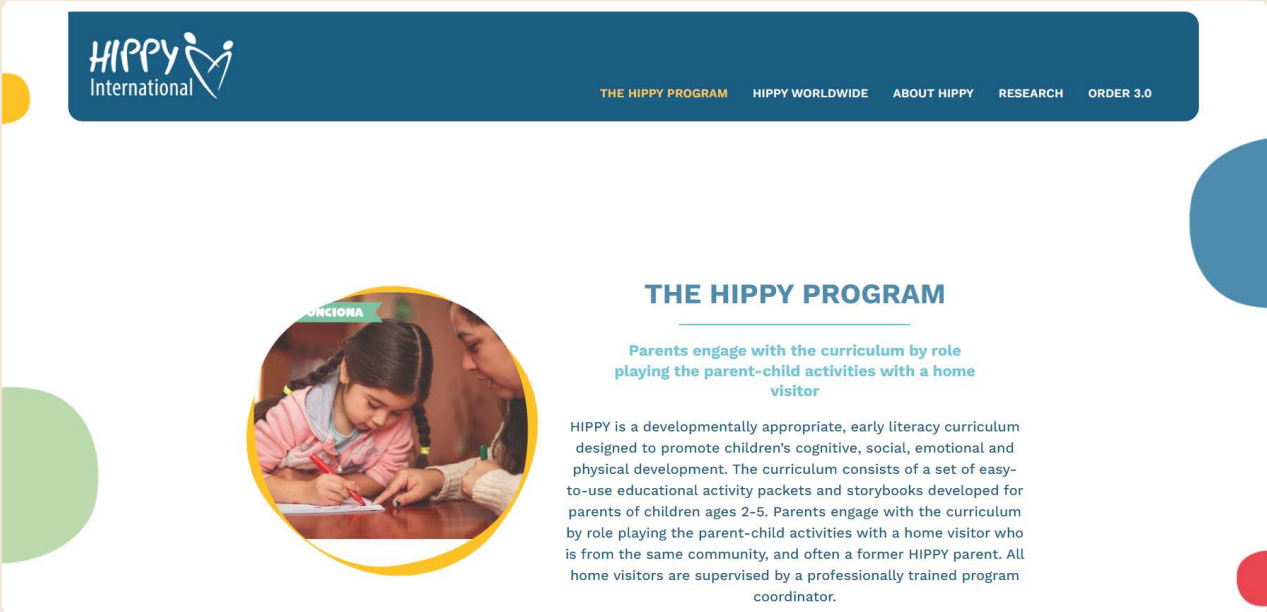 HIPPY
International
THE HIPPY PROGRAM HIPPY WORLDWIDE ABOUT HIPPY RESEARCH ORDER 3.0
THE HIPPY PROGRAM
Parents engage with the curriculum by role
playing the parent-child activities with a home
visitor
HIPPY is a developmentally appropriate, early literacy curriculum
designed to promote children’s cognitive, social, emotional and
physical development. The curriculum consists of a set of easy-
to-use educational activity packets and storybooks developed for
parents of children ages 2-5. Parents engage with the curriculum
by role playing the parent-child activities with a home visitor who
is from the same community, and often a former HIPPY parent. All
home visitors are supervised by a professionally trained program
coordinator.